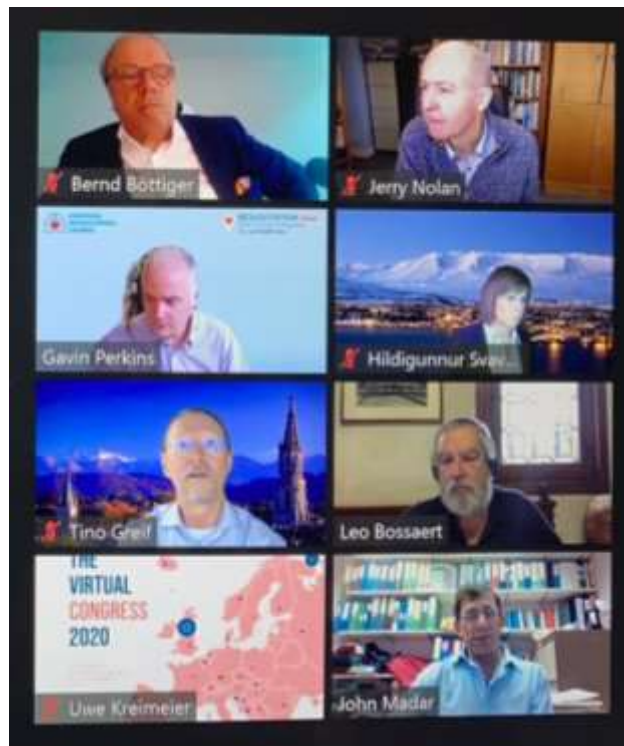 Bernd Böttiger
Jerry Nolan
Gavin Perkins
Hildigunnur Svav...
Tino Greif
Leo Bossaert
THE
VIRTUAL
CONGRESS
2020
Uwe Kreimeier
John Madar